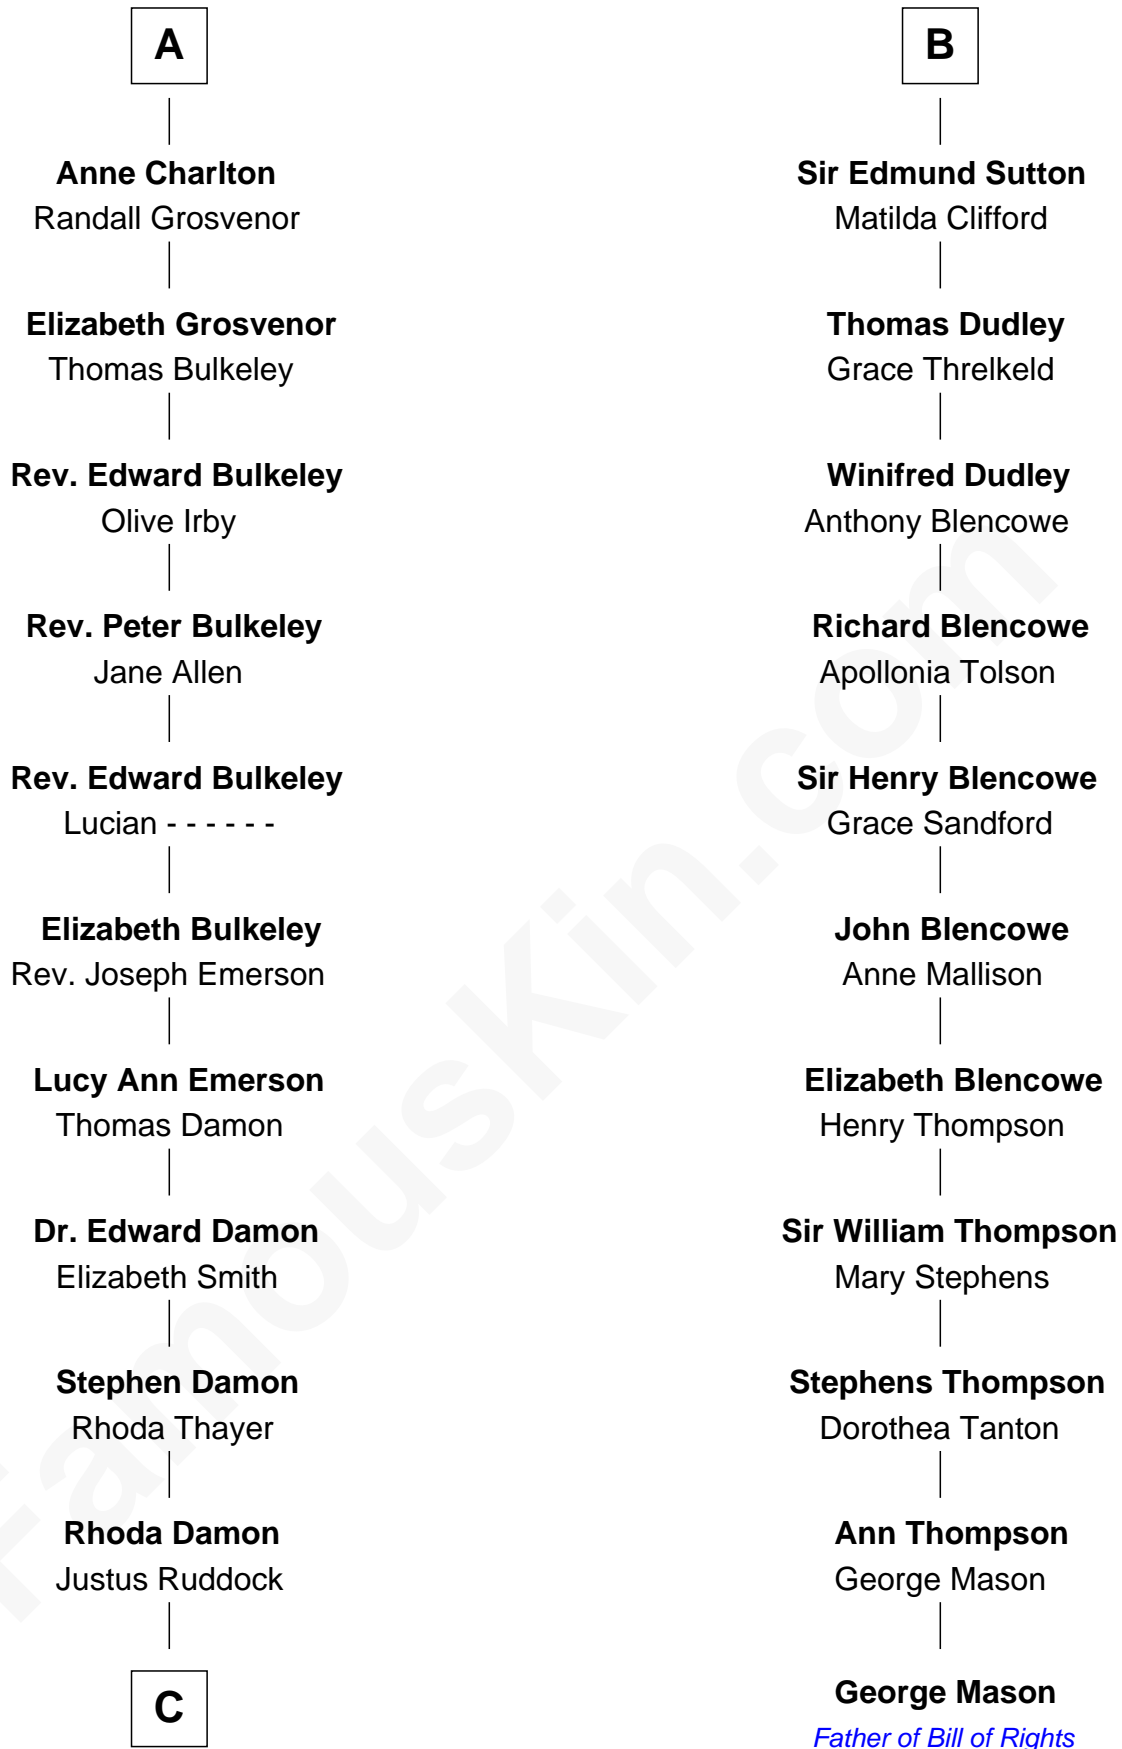 A
Anne Charlton
Randall Grosvenor
Elizabeth Grosvenor
Thomas Bulkeley
Rev. Edward Bulkeley
Olive Irby
Rev. Peter Bulkeley
Jane Allen
Rev. Edward Bulkeley
Lucian - - - - - -
Elizabeth Bulkeley
Rev. Joseph Emerson
Lucy Ann Emerson
Thomas Damon
Dr. Edward Damon
Elizabeth Smith
Stephen Damon
Rhoda Thayer
Rhoda Damon
Justus Ruddock
C
B
Sir Edmund Sutton
Matilda Clifford
Thomas Dudley
Grace Threlkeld
Winifred Dudley
Anthony Blencowe
Richard Blencowe
Apollonia Tolson
Sir Henry Blencowe
Grace Sandford
John Blencowe
Anne Mallison
Elizabeth Blencowe
Henry Thompson
Sir William Thompson
Mary Stephens
Stephens Thompson
Dorothea Tanton
Ann Thompson
George Mason
George Mason
Father of Bill of Rights
FamousKin.com